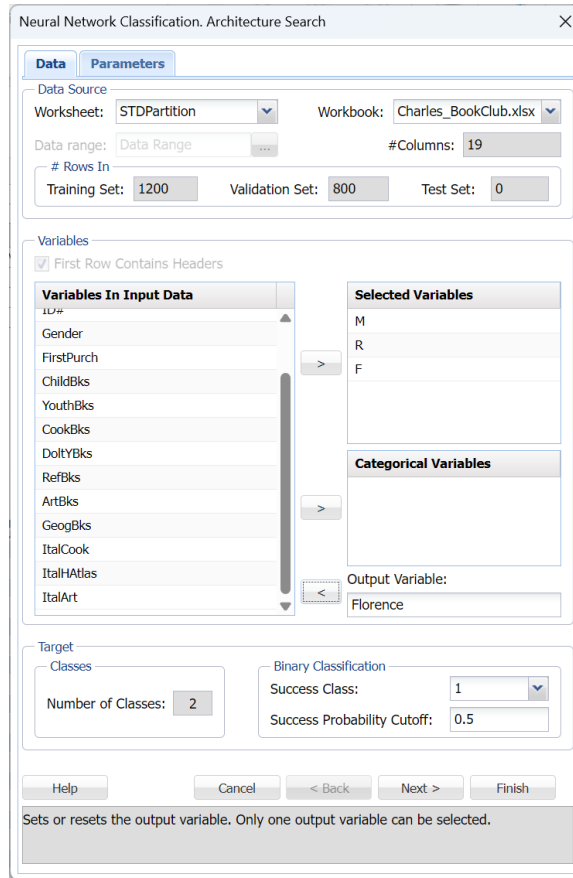 Neural Network Classification. Architecture Search
Data Parameters
Data Source
Worksheet: STDPartition Workbook: Charles_BookClub.xlsx
Data range: Data Range ... #Columns: 19
# Rows In
Training Set: 1200 Validation Set: 800 Test Set: 0
Variables
First Row Contains Headers
Variables In Input Data
ID#
Gender
FirstPurch
ChildBks
YouthBks
CookBks
DoItYBks
RefBks
ArtBks
GeogBks
ItalCook
ItalHAtlas
ItalArt
>
>
<
Selected Variables
M
R
F
Categorical Variables
Output Variable:
Florence
Target
Classes
Number of Classes: 2
Binary Classification
Success Class: 1
Success Probability Cutoff: 0.5
Help Cancel < Back Next > Finish
Sets or resets the output variable. Only one output variable can be selected.